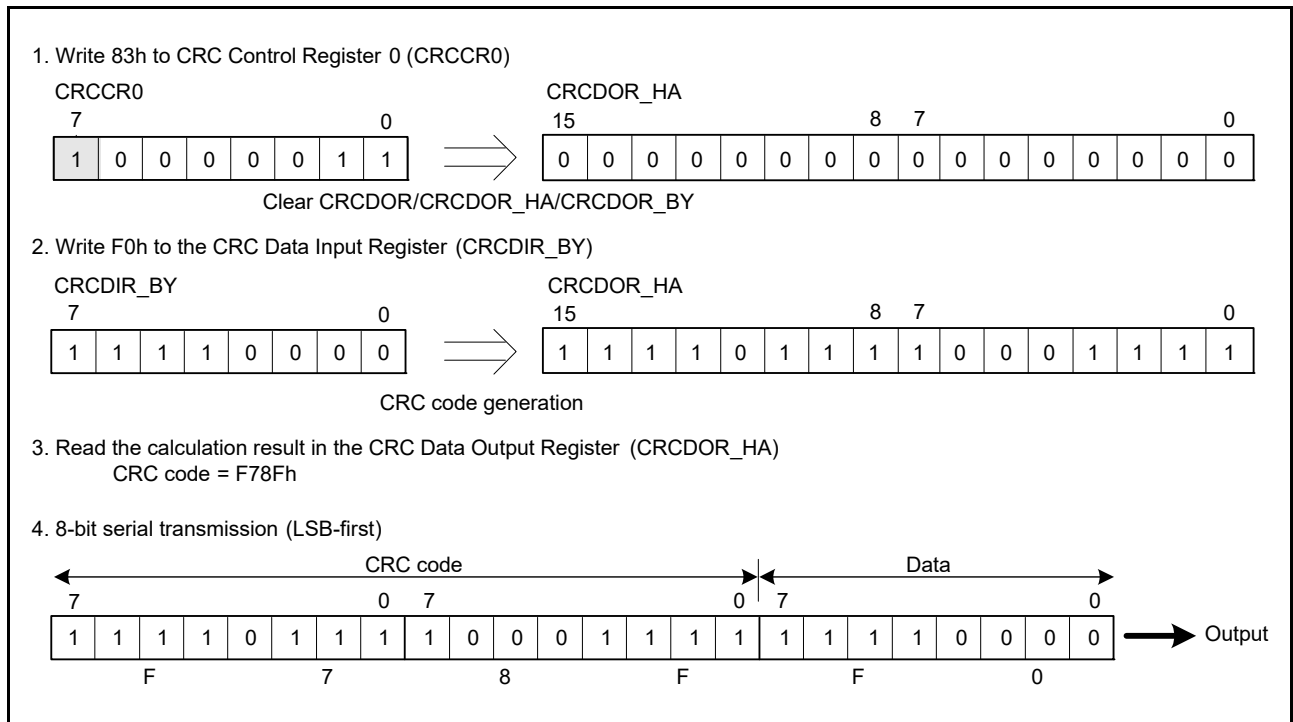 1. Write 83h to CRC Control Register 0 (CRCCR0)
CRCCR0 CRCDOR_HA
7 0 15 8 7 0
1 0 0 0 0 0 1 1 0 0 0 0 0 0 0 0 0 0 0 0 0 0 0 0
Clear CRCDOR/CRCDOR_HA/CRCDOR_BY
2. Write F0h to the CRC Data Input Register (CRCDIR_BY)
CRCDIR_BY CRCDOR_HA
7 0 15 8 7 0
1 1 1 1 0 0 0 0 1 1 1 1 0 1 1 1 1 0 0 0 1 1 1 1
CRC code generation
3. Read the calculation result in the CRC Data Output Register (CRCDOR_HA)
CRC code = F78Fh
4. 8-bit serial transmission (LSB-first)
CRC code Data
7 0 7 0 7 0
1 1 1 1 0 1 1 1 1 0 0 0 1 1 1 1 1 1 1 1 0 0 0 0 Output
F 7 8 F F 0